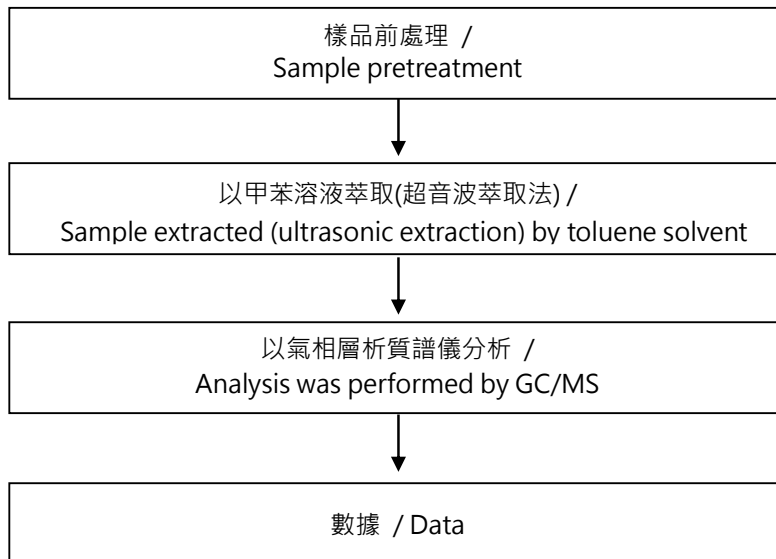 樣品前處理 /
Sample pretreatment
以甲苯溶液萃取(超音波萃取法) /
Sample extracted (ultrasonic extraction) by toluene solvent
以氣相層析質譜儀分析 /
Analysis was performed by GC/MS
數據 / Data